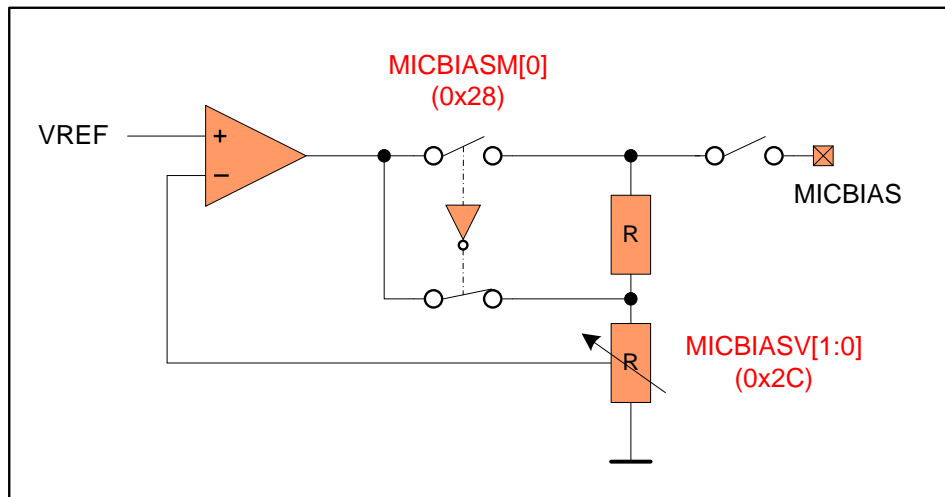 MICBIASM[0]
(0x28)
VREF
+
−
MICBIAS
R
R
MICBIASV[1:0]
(0x2C)